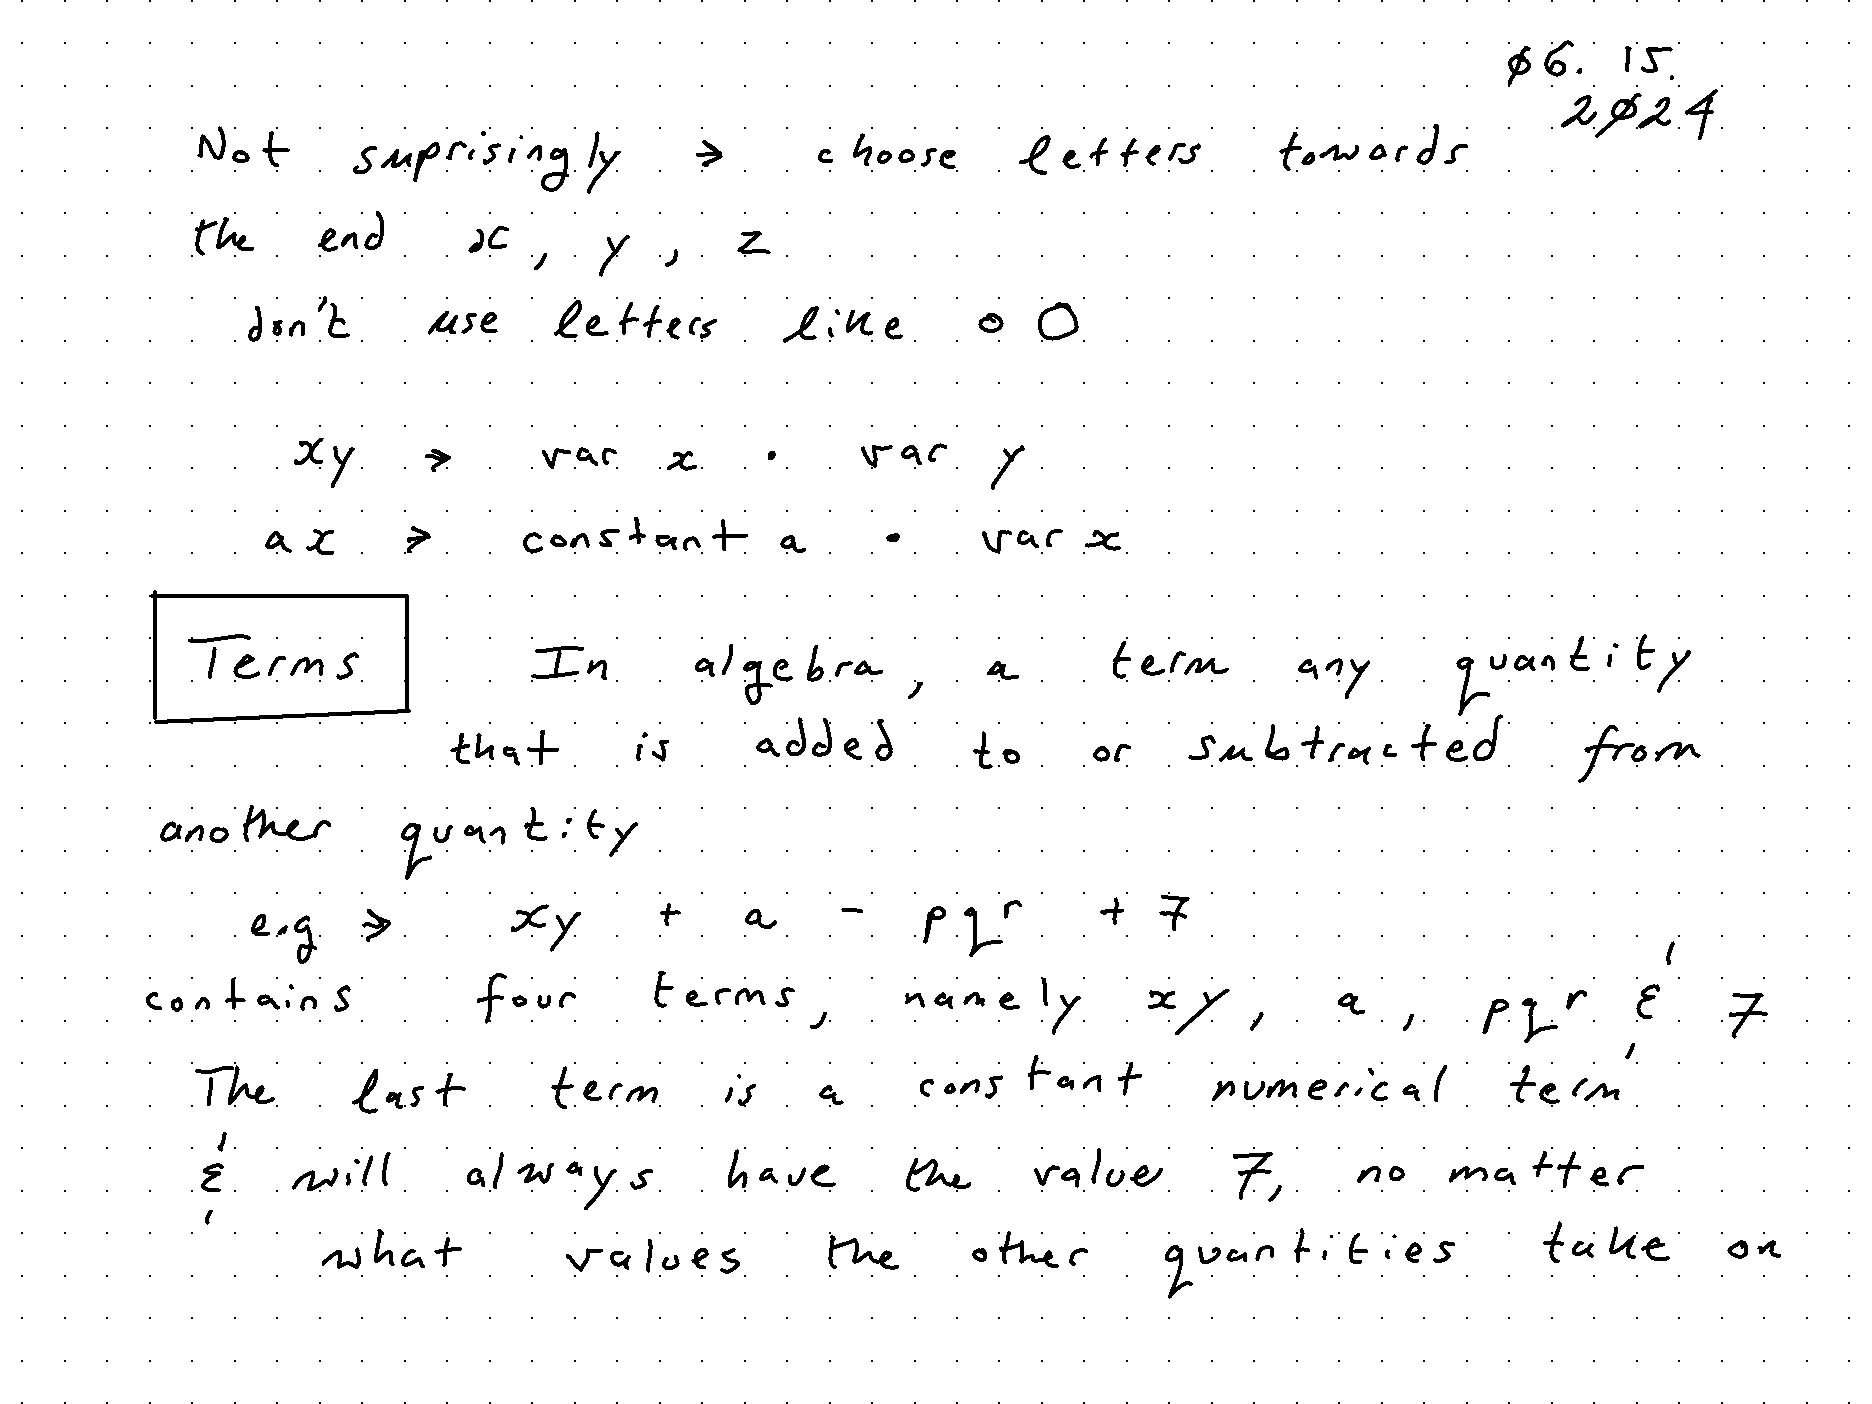 Ø6. 15.
2Ø24
Not suprisingly → choose letters towards
the end x, y, z
don't use letters like o O
xy → var x · var y
ax → constant a · var x
Terms In algebra, a term any quantity
that is added to or subtracted from
another quantity
e.g → xy + a - pqr + 7
contains four terms, namely xy, a, pqr & 7
The last term is a constant numerical term
& will always have the value 7, no matter
what values the other quantities take on